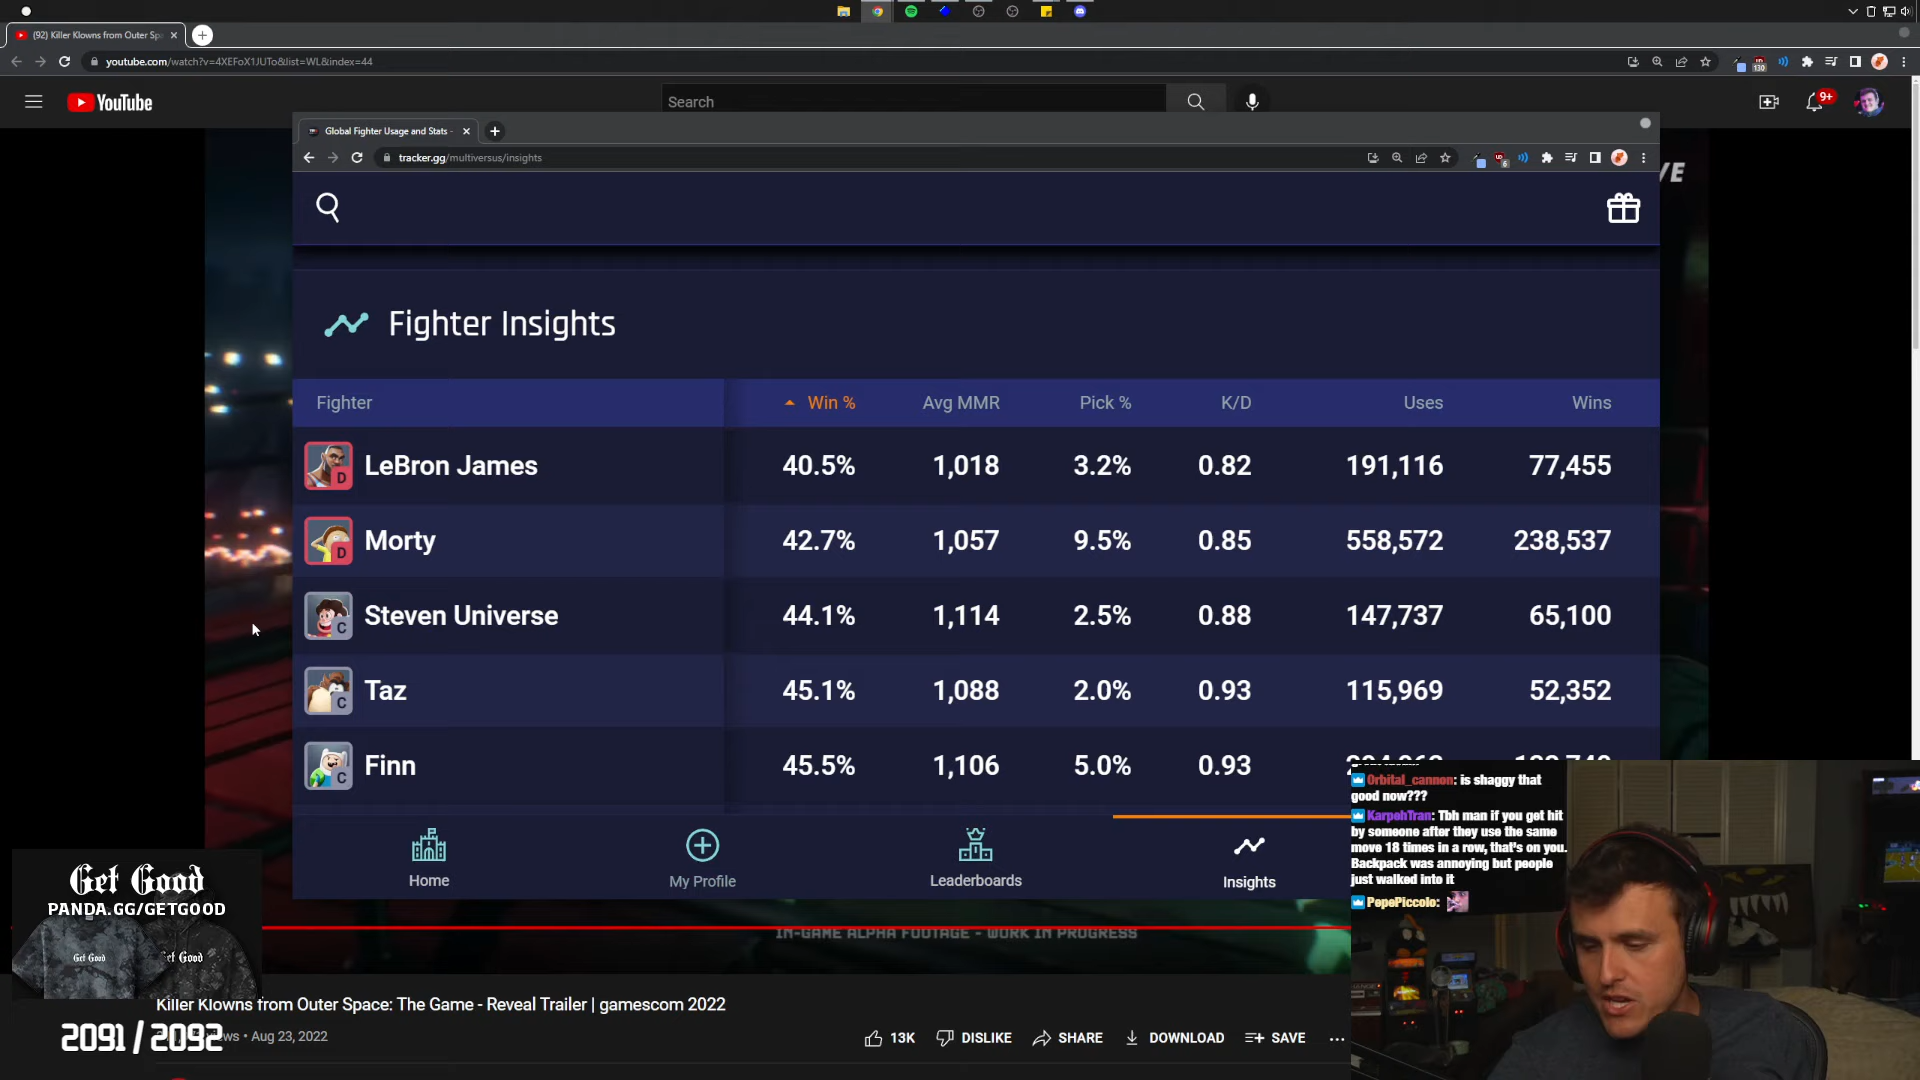 (92) Killer Klowns from Outer Sp
youtube.com/watch?v=4XEFoX1JUTo&list=WL&index=44
130
YouTube
Search
9+
Global Fighter Usage and Stats -
tracker.gg/multiversus/insights
6
VE
Fighter Insights
Fighter Win % Avg MMR Pick % K/D Uses Wins
D LeBron James 40.5% 1,018 3.2% 0.82 191,116 77,455
D Morty 42.7% 1,057 9.5% 0.85 558,572 238,537
C Steven Universe 44.1% 1,114 2.5% 0.88 147,737 65,100
C Taz 45.1% 1,088 2.0% 0.93 115,969 52,352
C Finn 45.5% 1,106 5.0% 0.93
Home My Profile Leaderboards Insights
Orbital_cannon: is shaggy that
good now???
KarpehTran: Tbh man if you get hit
by someone after they use the same
move 18 times in a row, that's on you.
Backpack was annoying but people
just walked into it
PepePiccolo:
Get Good
PANDA.GG/GETGOOD
Get Good
Get Good
IN-GAME ALPHA FOOTAGE - WORK IN PROGRESS
Killer Klowns from Outer Space: The Game - Reveal Trailer | gamescom 2022
2091 / 2092
• Aug 23, 2022
13K DISLIKE SHARE DOWNLOAD SAVE